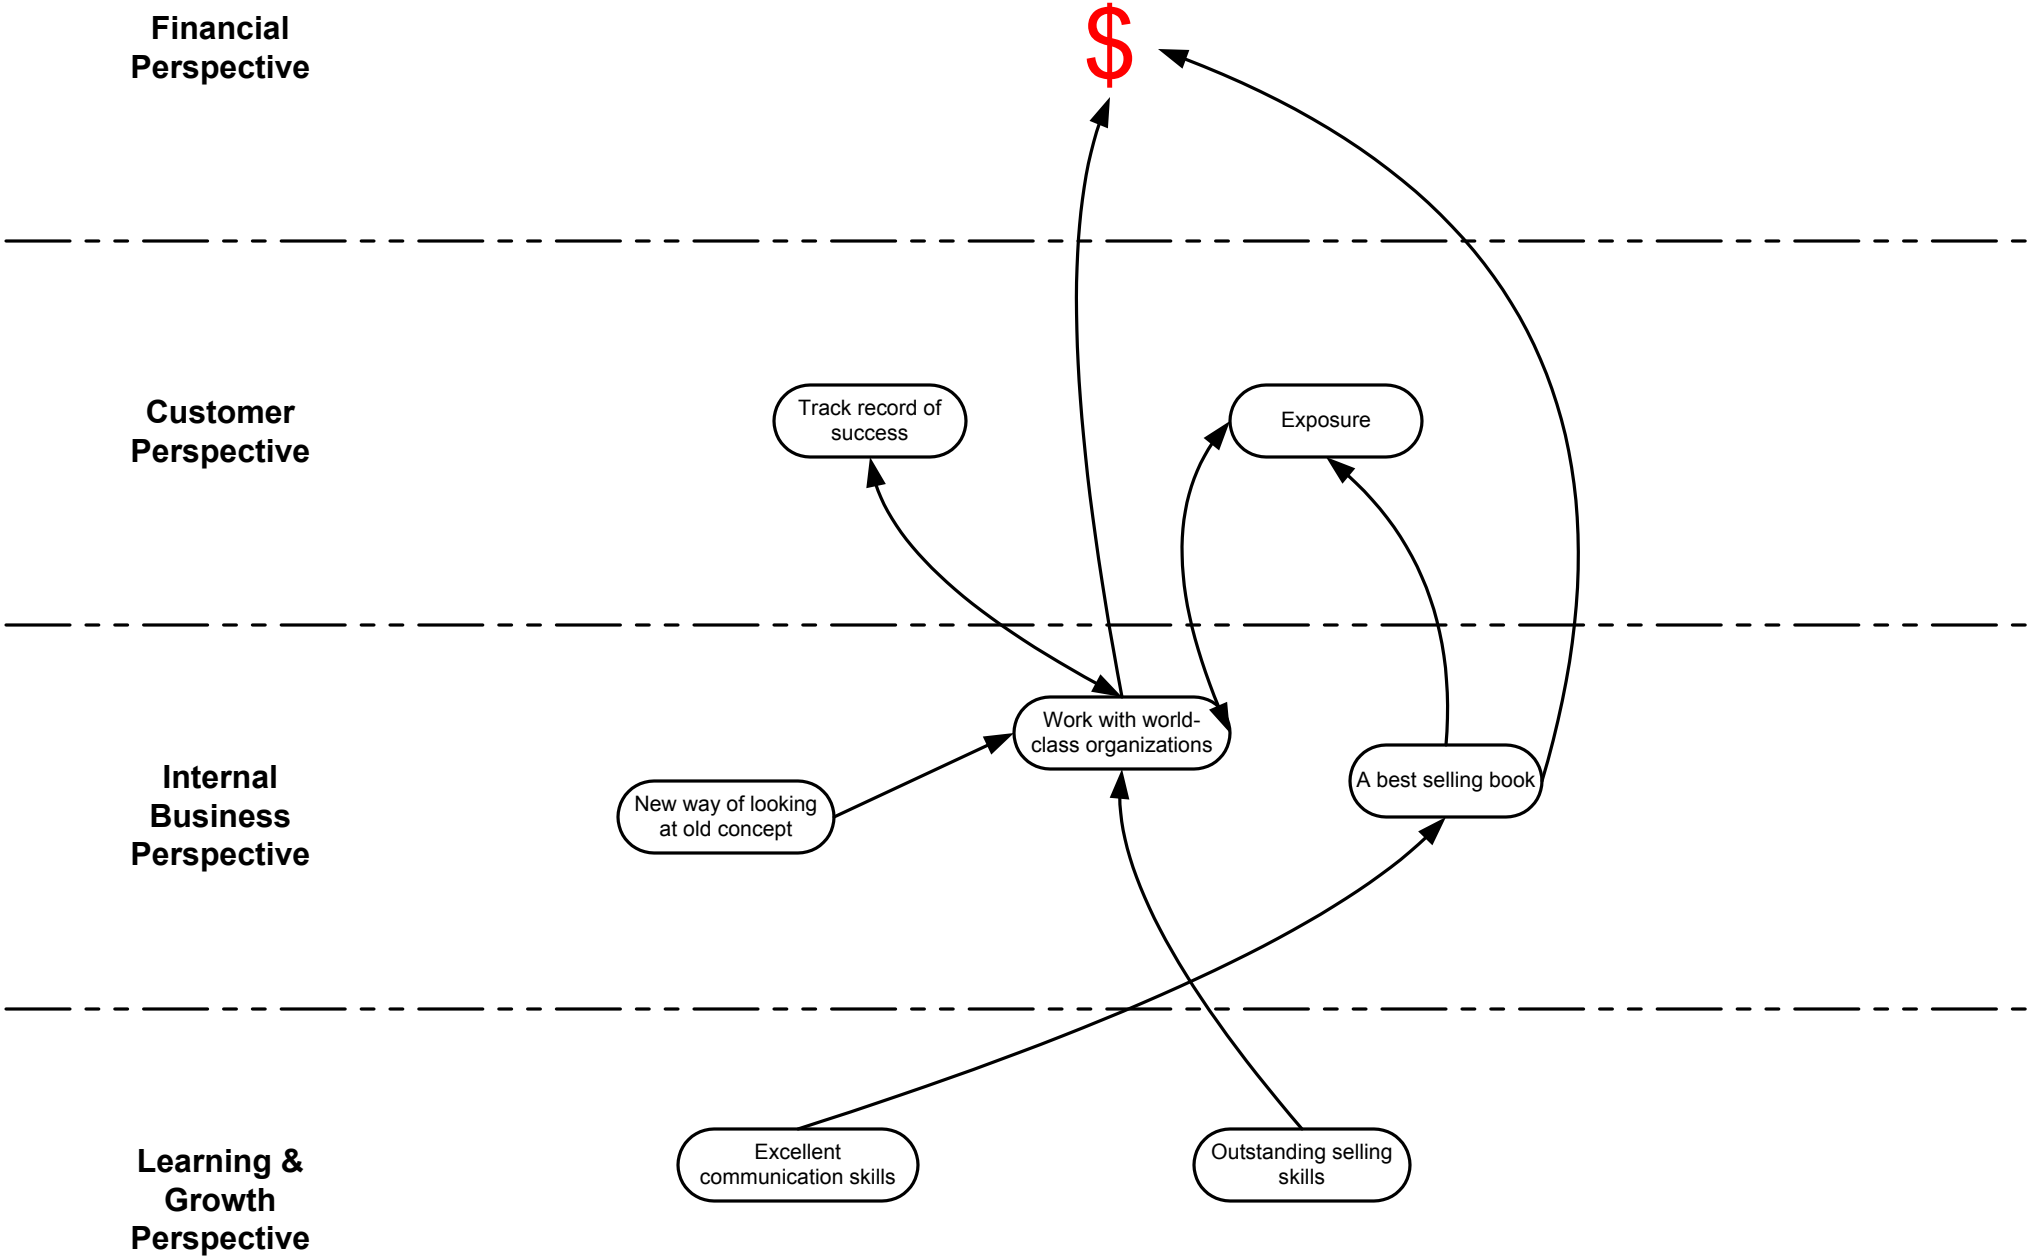 Financial
Perspective
$
Customer
Perspective
Track record of
success
Exposure
Internal
Business
Perspective
Work with world-
class organizations
New way of looking
at old concept
A best selling book
Learning &
Growth
Perspective
Excellent
communication skills
Outstanding selling
skills